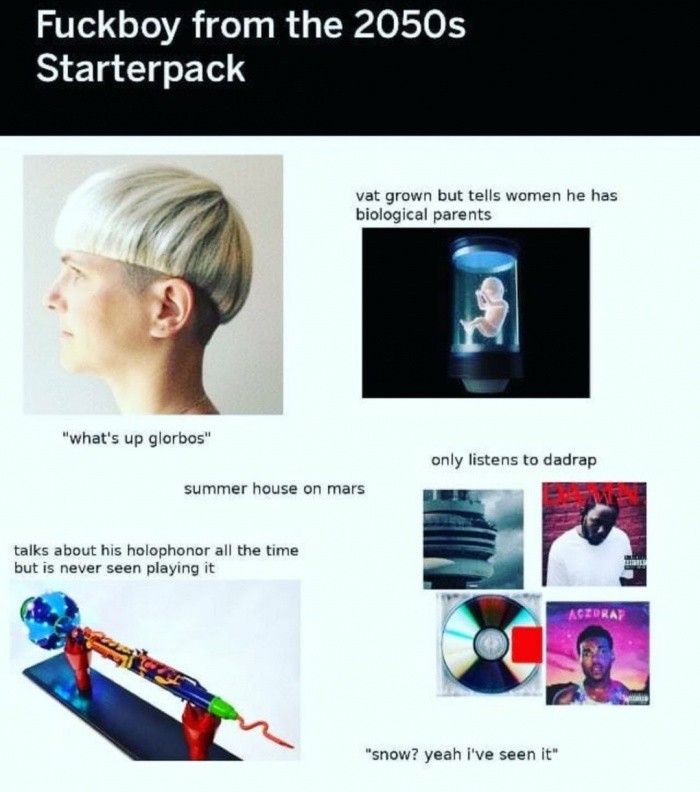 Fuckboy from the 2050s
Starterpack
vat grown but tells women he has
biological parents
"what's up glorbos"
only listens to dadrap
summer house on mars
DAMN.
talks about his holophonor all the time
but is never seen playing it
ACIDRAP
"snow? yeah i've seen it"